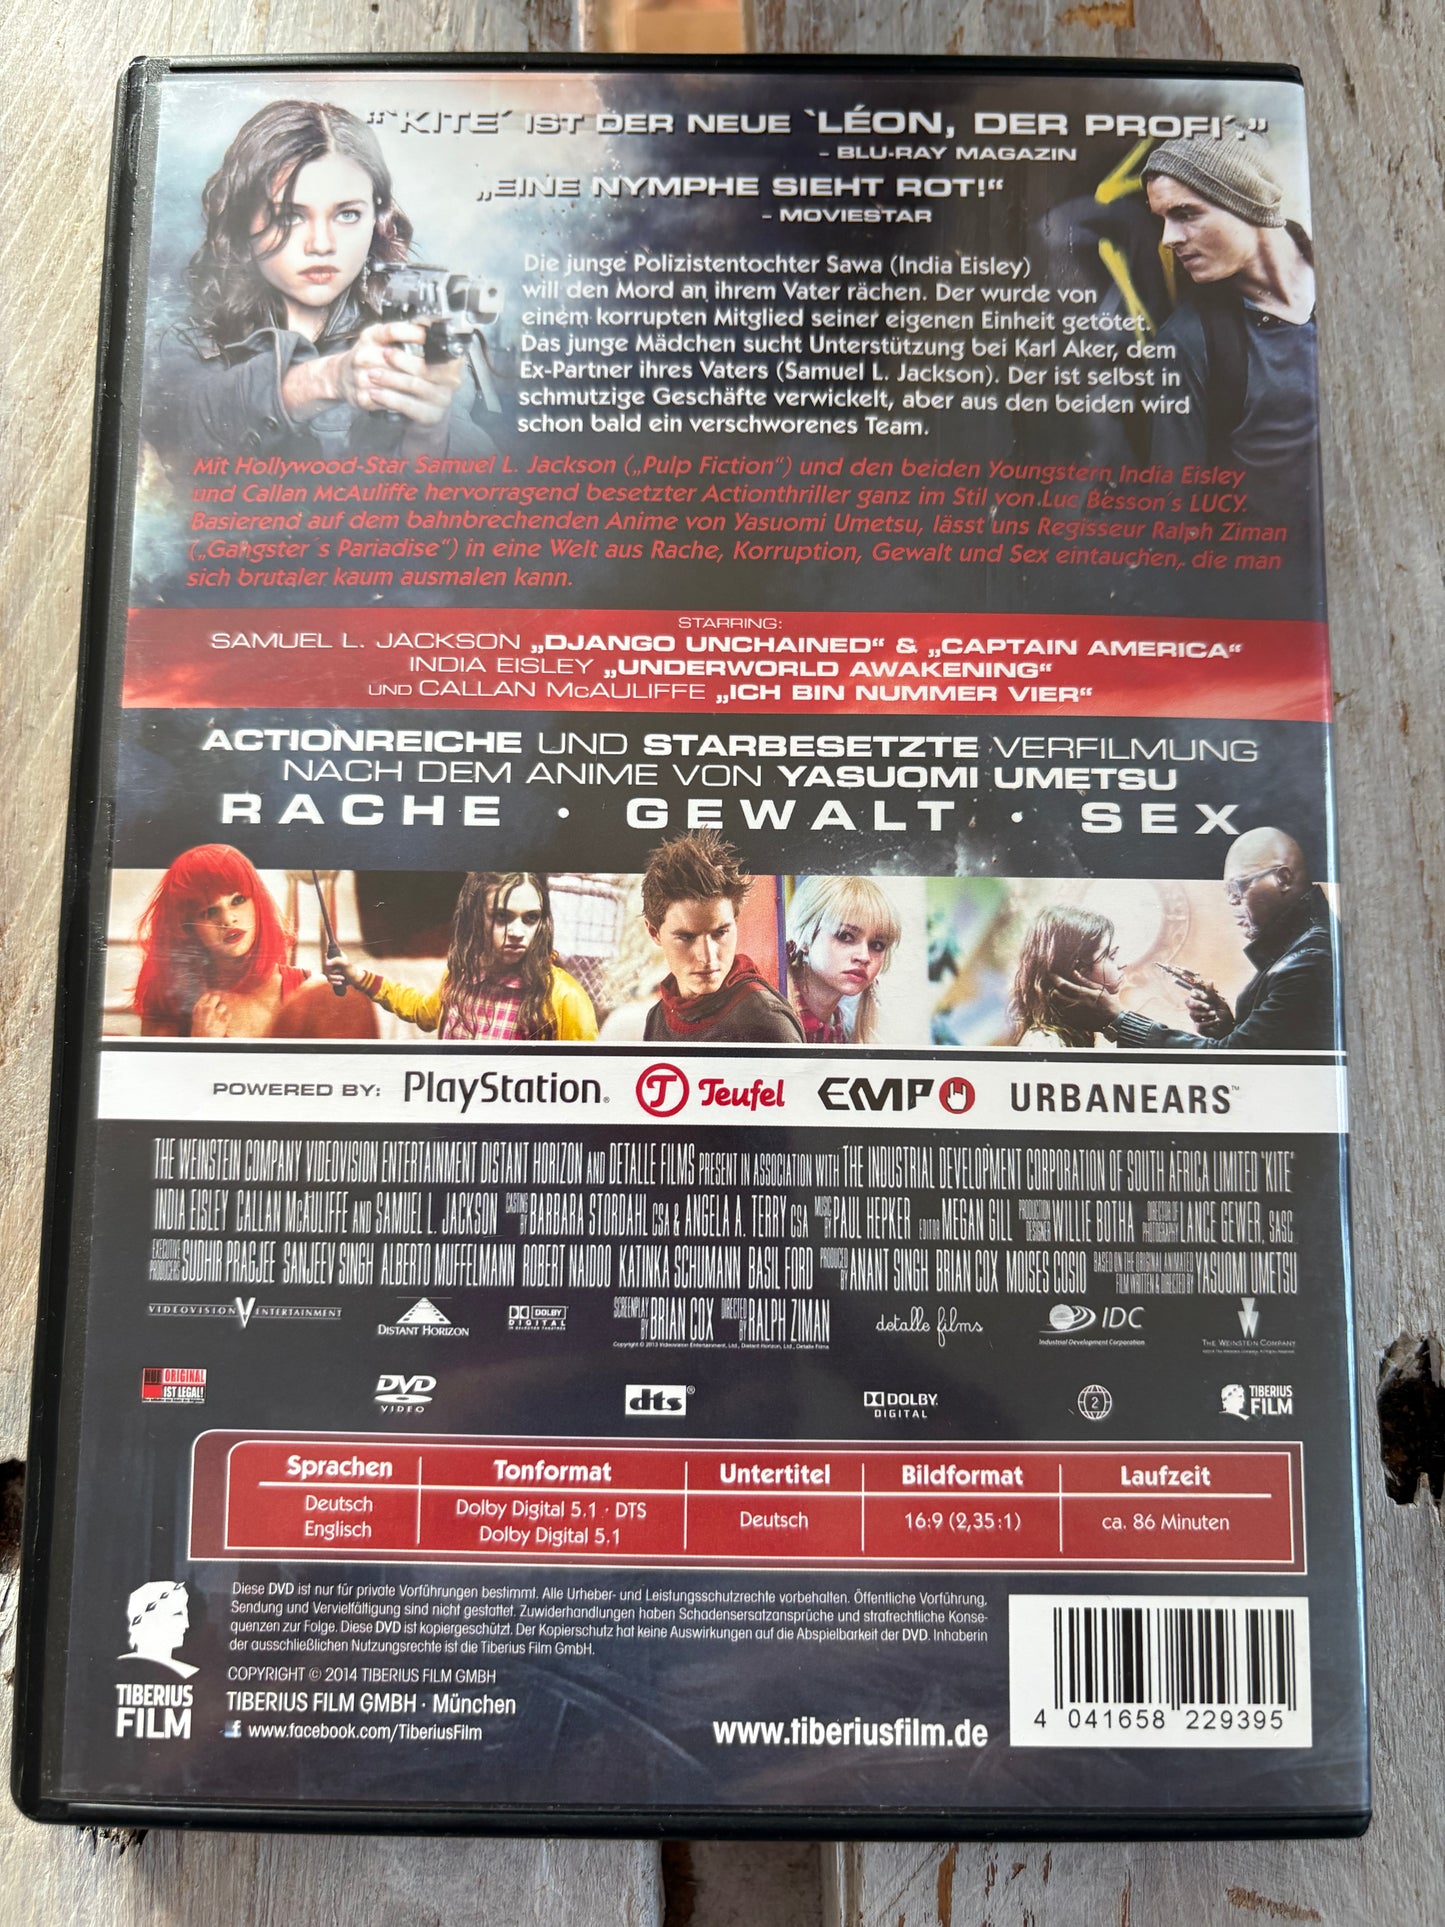 "`KITE´ IST DER NEUE `LÉON, DER PROFI´."
- BLU-RAY MAGAZIN
„EINE NYMPHE SIEHT ROT!“
- MOVIESTAR
Die junge Polizistentochter Sawa (India Eisley)
will den Mord an ihrem Vater rächen. Der wurde von
einem korrupten Mitglied seiner eigenen Einheit getötet.
Das junge Mädchen sucht Unterstützung bei Karl Aker, dem
Ex-Partner ihres Vaters (Samuel L. Jackson). Der ist selbst in
schmutzige Geschäfte verwickelt, aber aus den beiden wird
schon bald ein verschworenes Team.
Mit Hollywood-Star Samuel L. Jackson („Pulp Fiction“) und den beiden Youngstern India Eisley
und Callan McAuliffe hervorragend besetzter Actionthriller ganz im Stil von Luc Besson´s LUCY.
Basierend auf dem bahnbrechenden Anime von Yasuomi Umetsu, lässt uns Regisseur Ralph Ziman
(„Gangster´s Pariadise“) in eine Welt aus Rache, Korruption, Gewalt und Sex eintauchen, die man
sich brutaler kaum ausmalen kann.
STARRING:
SAMUEL L. JACKSON „DJANGO UNCHAINED“ & „CAPTAIN AMERICA“
INDIA EISLEY „UNDERWORLD AWAKENING“
UND CALLAN McAULIFFE „ICH BIN NUMMER VIER“
ACTIONREICHE UND STARBESETZTE VERFILMUNG
NACH DEM ANIME VON YASUOMI UMETSU
RACHE · GEWALT · SEX
POWERED BY: PlayStation® T Teufel EMP URBANEARS™
THE WEINSTEIN COMPANY VIDEOVISION ENTERTAINMENT DISTANT HORIZON AND DETALLE FILMS PRESENT IN ASSOCIATION WITH THE INDUSTRIAL DEVELOPMENT CORPORATION OF SOUTH AFRICA LIMITED 'KITE'
INDIA EISLEY CALLAN McAULIFFE AND SAMUEL L. JACKSON CASTING BY BARBARA STORDAHL CSA & ANGELA A. TERRY CSA MUSIC BY PAUL HEPKER EDITOR MEGAN GILL PRODUCTION DESIGNER WILLIE BOTHA DIRECTOR OF PHOTOGRAPHY LANCE GEWER, SASC
EXECUTIVE PRODUCERS SUDHIR PRAGJEE SANJEEV SINGH ALBERTO MUFFELMANN ROBERT NAIDOO KATINKA SCHUMANN BASIL FORD PRODUCED BY ANANT SINGH BRIAN COX MOISES COSIO BASED ON THE ORIGINAL ANIMATED FILM WRITTEN & DIRECTED BY YASUOMI UMETSU
VIDEOVISION ENTERTAINMENT DISTANT HORIZON DOLBY DIGITAL SCREENPLAY BY BRIAN COX DIRECTED BY RALPH ZIMAN detalle films IDC Industrial Development Corporation THE WEINSTEIN COMPANY
Copyright © 2013 Videovision Entertainment, Ltd., Distant Horizon, Ltd., Detalle Films
NUR ORIGINAL IST LEGAL! DVD VIDEO dts® DOLBY DIGITAL 2 TIBERIUS FILM
Sprachen Tonformat Untertitel Bildformat Laufzeit
Deutsch Dolby Digital 5.1 · DTS Deutsch 16:9 (2,35:1) ca. 86 Minuten
Englisch Dolby Digital 5.1
Diese DVD ist nur für private Vorführungen bestimmt. Alle Urheber- und Leistungsschutzrechte vorbehalten. Öffentliche Vorführung,
Sendung und Vervielfältigung sind nicht gestattet. Zuwiderhandlungen haben Schadensersatzansprüche und strafrechtliche Konse-
quenzen zur Folge. Diese DVD ist kopiergeschützt. Der Kopierschutz hat keine Auswirkungen auf die Abspielbarkeit der DVD. Inhaberin
der ausschließlichen Nutzungsrechte ist die Tiberius Film GmbH.
COPYRIGHT © 2014 TIBERIUS FILM GMBH
TIBERIUS FILM GMBH · München
f www.facebook.com/TiberiusFilm
TIBERIUS
FILM
www.tiberiusfilm.de
4 041658 229395